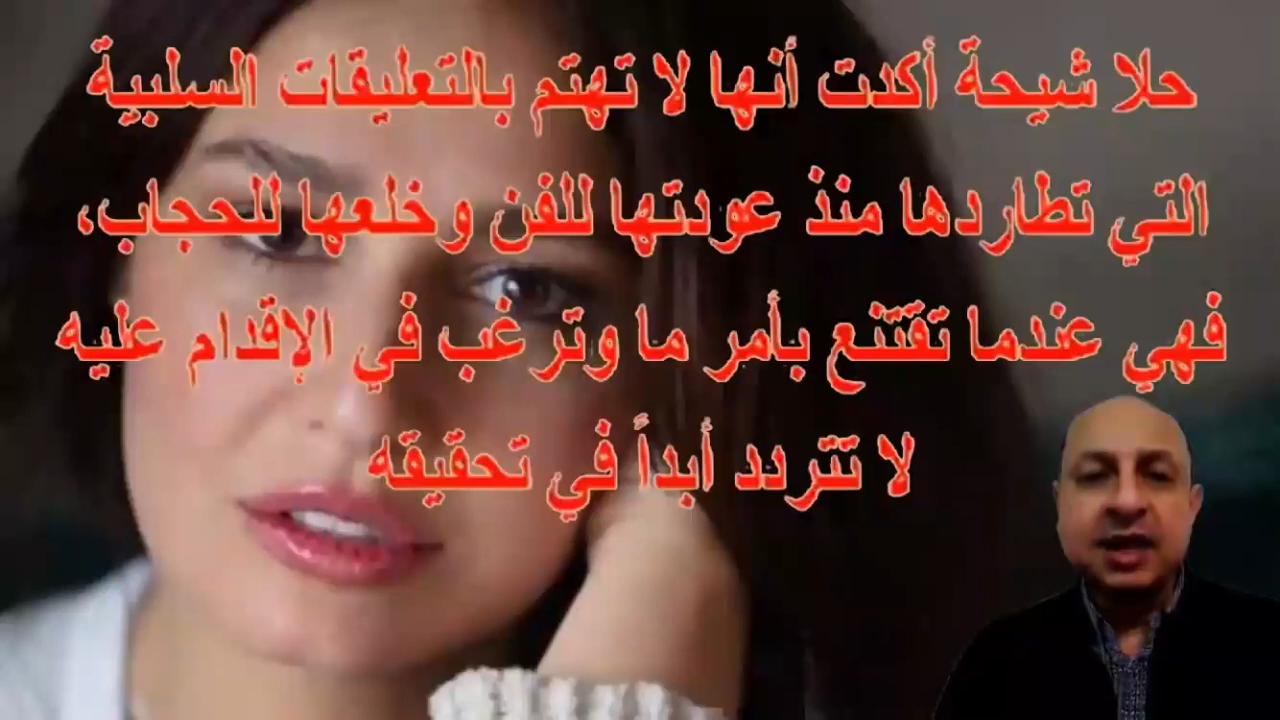 حلا شيحة أكدت أنها لا تهتم بالتعليقات السلبية
التي تطاردها منذ عودتها للفن وخلعها للحجاب،
فهي عندما تقتنع بأمر ما وترغب في الإقدام عليه
لا تتردد أبداً في تحقيقه